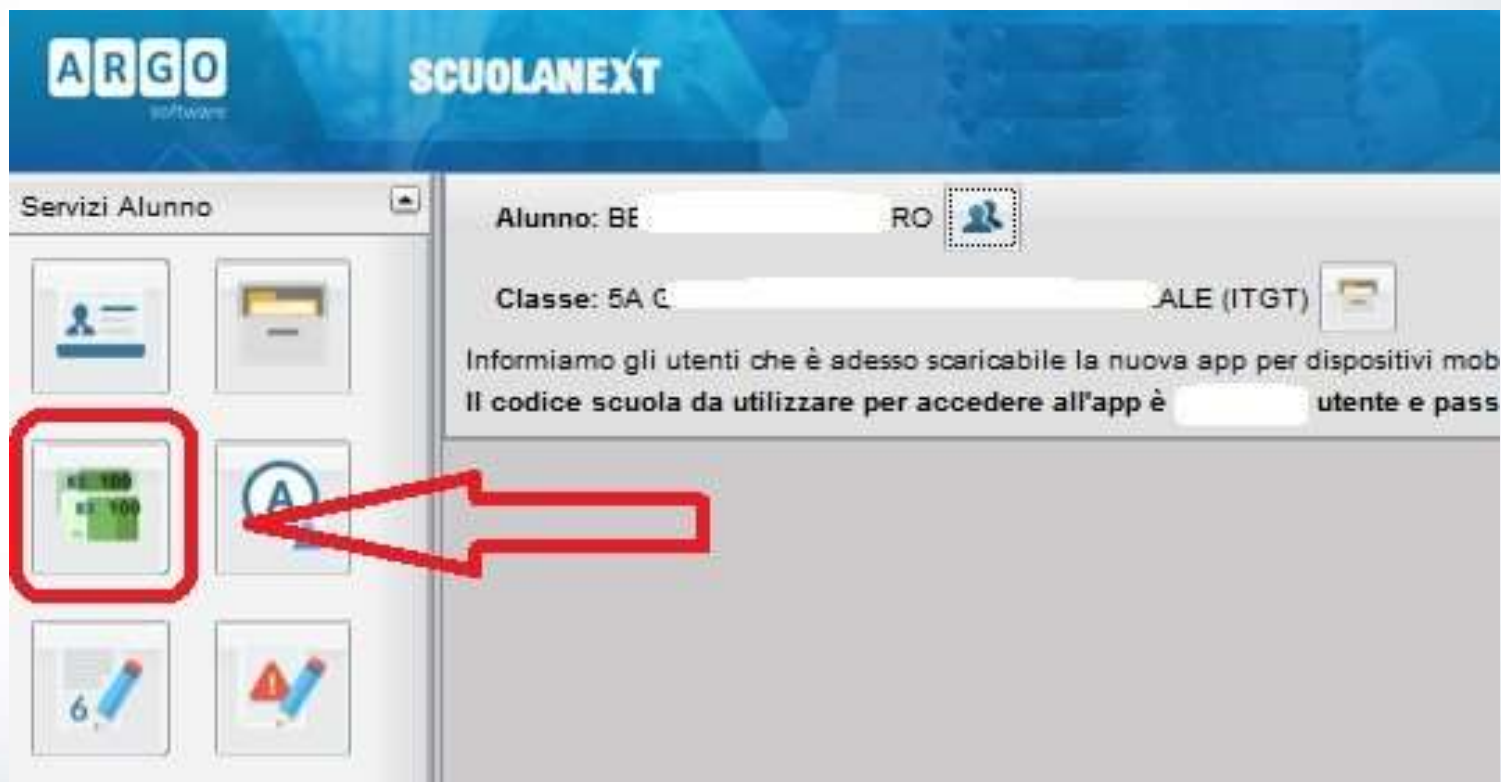 ARGO
software
SCUOLANEXT
Servizi Alunno
Alunno: BE RO
Classe: 5A ALE (ITGT)
Informiamo gli utenti che è adesso scaricabile la nuova app per dispositivi mob
Il codice scuola da utilizzare per accedere all'app è utente e pass
100
100
A
6